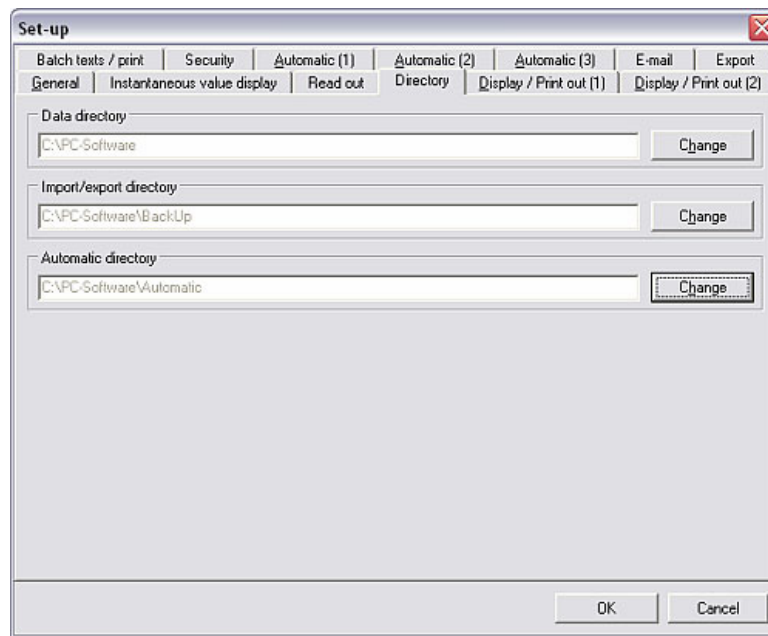 Set-up
Batch texts / print Security Automatic (1) Automatic (2) Automatic (3) E-mail Export
General Instantaneous value display Read out Directory Display / Print out (1) Display / Print out (2)
Data directory
C:\PC-Software Change
Import/export directory
C:\PC-Software\BackUp Change
Automatic directory
C:\PC-Software\Automatic Change
OK Cancel